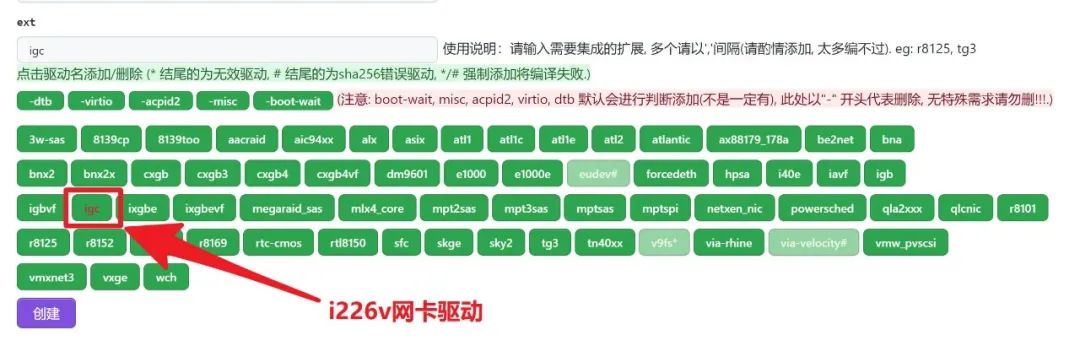 ext
igc 使用说明：请输入需要集成的扩展, 多个请以','间隔(请酌情添加, 太多编不过). eg: r8125, tg3
点击驱动名添加/删除 (* 结尾的为无效驱动, # 结尾的为sha256错误驱动, */# 强制添加将编译失败.)
-dtb -virtio -acpid2 -misc -boot-wait (注意: boot-wait, misc, acpid2, virtio, dtb 默认会进行判断添加(不是一定有), 此处以"-" 开头代表删除, 无特殊需求请勿删!!!.)
3w-sas 8139cp 8139too aacraid aic94xx alx asix atl1 atl1c atl1e atl2 atlantic ax88179_178a be2net bna
bnx2 bnx2x cxgb cxgb3 cxgb4 cxgb4vf dm9601 e1000 e1000e eudev# forcedeth hpsa i40e iavf igb
igbvf igc ixgbe ixgbevf megaraid_sas mlx4_core mpt2sas mpt3sas mptsas mptspi netxen_nic powersched qla2xxx qlcnic r8101
r8125 r8152 r8169 rtc-cmos rtl8150 sfc skge sky2 tg3 tn40xx v9fs* via-rhine via-velocity# vmw_pvscsi
vmxnet3 vxge wch
创建
i226v网卡驱动